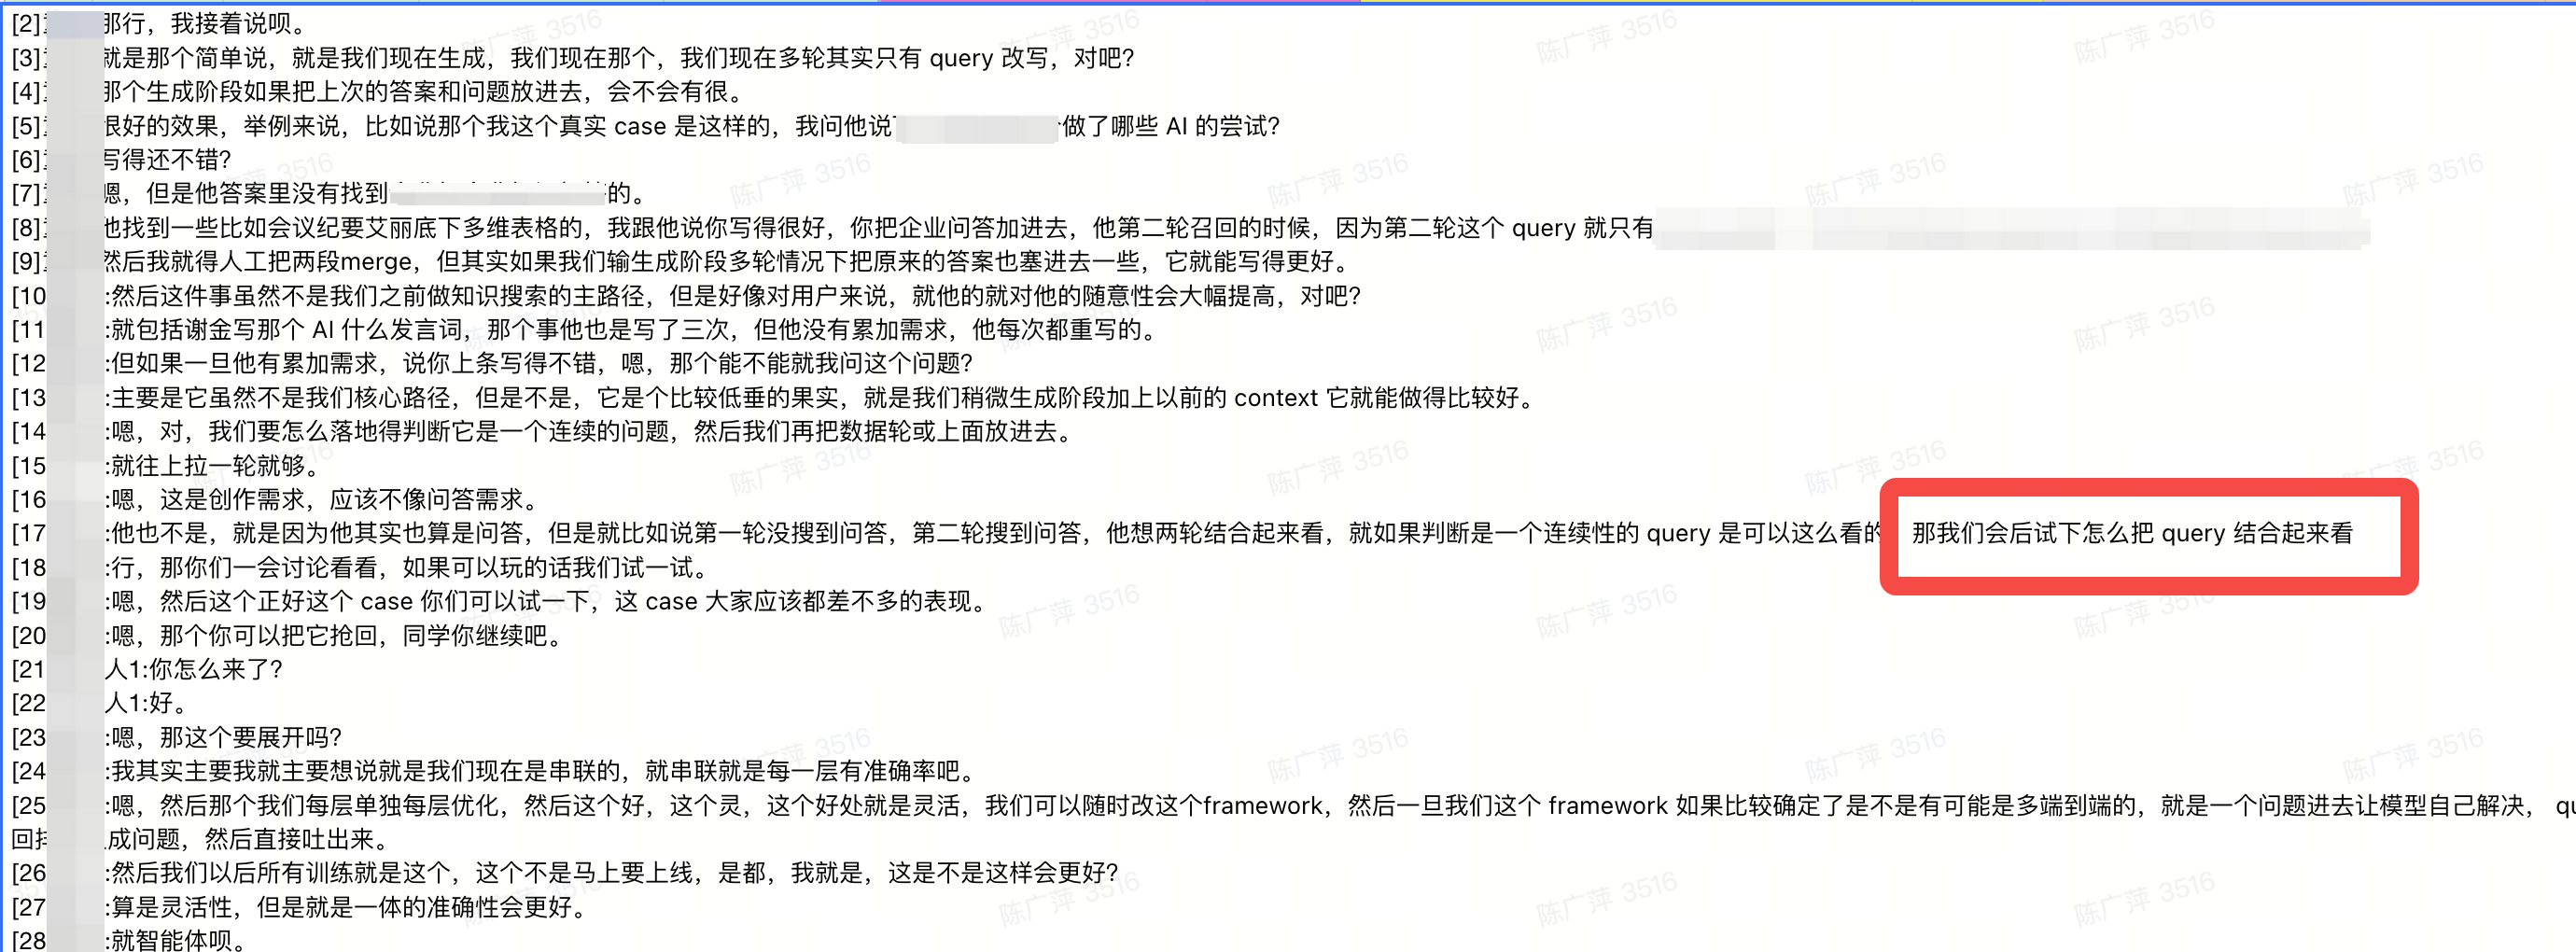 [2] 那行，我接着说呗。
[3] 就是那个简单说，就是我们现在生成，我们现在那个，我们现在多轮其实只有 query 改写，对吧？
[4] 那个生成阶段如果把上次的答案和问题放进去，会不会有很。
[5] 很好的效果，举例来说，比如说那个我这个真实 case 是这样的，我问他说 做了哪些 AI 的尝试？
[6] 写得还不错？
[7] 嗯，但是他答案里没有找到 的。
[8] 他找到一些比如会议纪要艾丽底下多维表格的，我跟他说你写得很好，你把企业问答加进去，他第二轮召回的时候，因为第二轮这个 query 就只有
[9] 然后我就得人工把两段merge，但其实如果我们输生成阶段多轮情况下把原来的答案也塞进去一些，它就能写得更好。
[10 :然后这件事虽然不是我们之前做知识搜索的主路径，但是好像对用户来说，就他的就对他的随意性会大幅提高，对吧？
[11 :就包括谢金写那个 AI 什么发言词，那个事他也是写了三次，但他没有累加需求，他每次都重写的。
[12 :但如果一旦他有累加需求，说你上条写得不错，嗯，那个能不能就我问这个问题？
[13 :主要是它虽然不是我们核心路径，但是不是，它是个比较低垂的果实，就是我们稍微生成阶段加上以前的 context 它就能做得比较好。
[14 :嗯，对，我们要怎么落地得判断它是一个连续的问题，然后我们再把数据轮或上面放进去。
[15 :就往上拉一轮就够。
[16 :嗯，这是创作需求，应该不像问答需求。
[17 :他也不是，就是因为他其实也算是问答，但是就比如说第一轮没搜到问答，第二轮搜到问答，他想两轮结合起来看，就如果判断是一个连续性的 query 是可以这么看的 那我们会后试下怎么把 query 结合起来看
[18 :行，那你们一会讨论看看，如果可以玩的话我们试一试。
[19 :嗯，然后这个正好这个 case 你们可以试一下，这 case 大家应该都差不多的表现。
[20 :嗯，那个你可以把它抢回，同学你继续吧。
[21 人1:你怎么来了？
[22 人1:好。
[23 :嗯，那这个要展开吗？
[24 :我其实主要我就主要想说就是我们现在是串联的，就串联就是每一层有准确率吧。
[25 :嗯，然后那个我们每层单独每层优化，然后这个好，这个灵，这个好处就是灵活，我们可以随时改这个framework，然后一旦我们这个 framework 如果比较确定了是不是有可能是多端到端的，就是一个问题进去让模型自己解决，
回 成问题，然后直接吐出来。
[26 :然后我们以后所有训练就是这个，这个不是马上要上线，是都，我就是，这是不是这样会更好？
[27 :算是灵活性，但是就是一体的准确性会更好。
[28 :就智能体呗。
陈广萍 3516